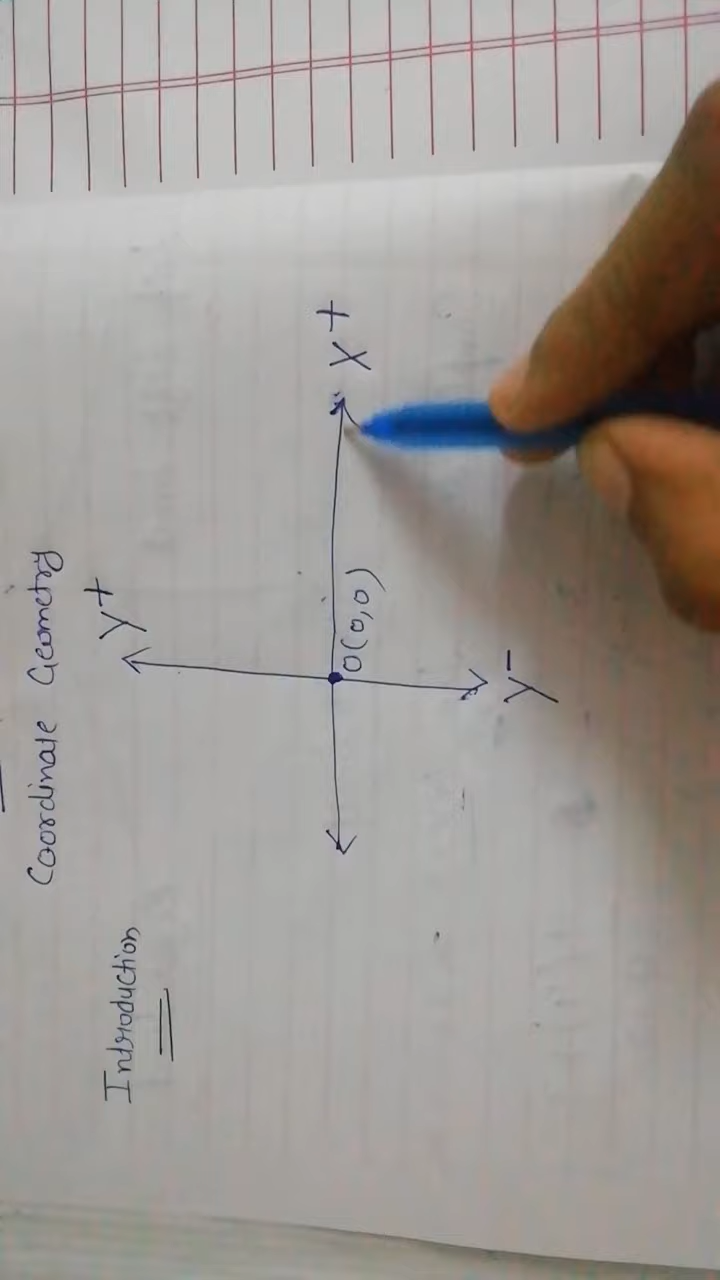 Coordinate Geometry
Introduction
Y+
X+
O(0,0)
Y-